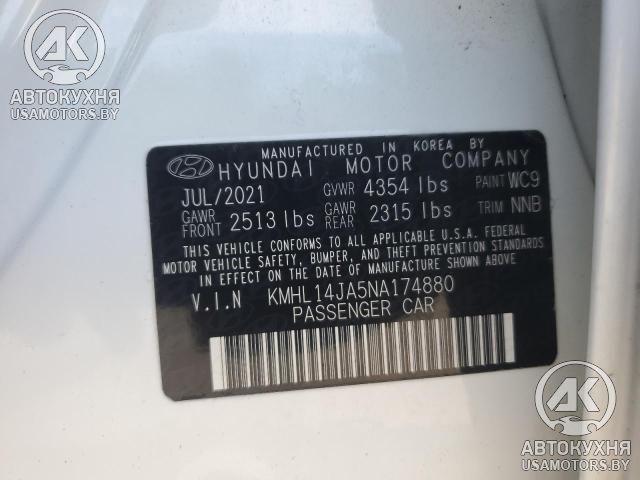 AK
АВТОКУХНЯ
USAMOTORS.BY
MANUFACTURED IN KOREA BY
HYUNDAI MOTOR COMPANY
JUL/2021 GVWR 4354 lbs PAINT WC9
GAWR FRONT 2513 lbs GAWR REAR 2315 lbs TRIM NNB
THIS VEHICLE CONFORMS TO ALL APPLICABLE U.S.A. FEDERAL
MOTOR VEHICLE SAFETY, BUMPER, AND THEFT PREVENTION STANDARDS
IN EFFECT ON THE DATE OF MANUFACTURE SHOWN ABOVE
V.I.N KMHL14JA5NA174880
PASSENGER CAR
AK
АВТОКУХНЯ
USAMOTORS.BY